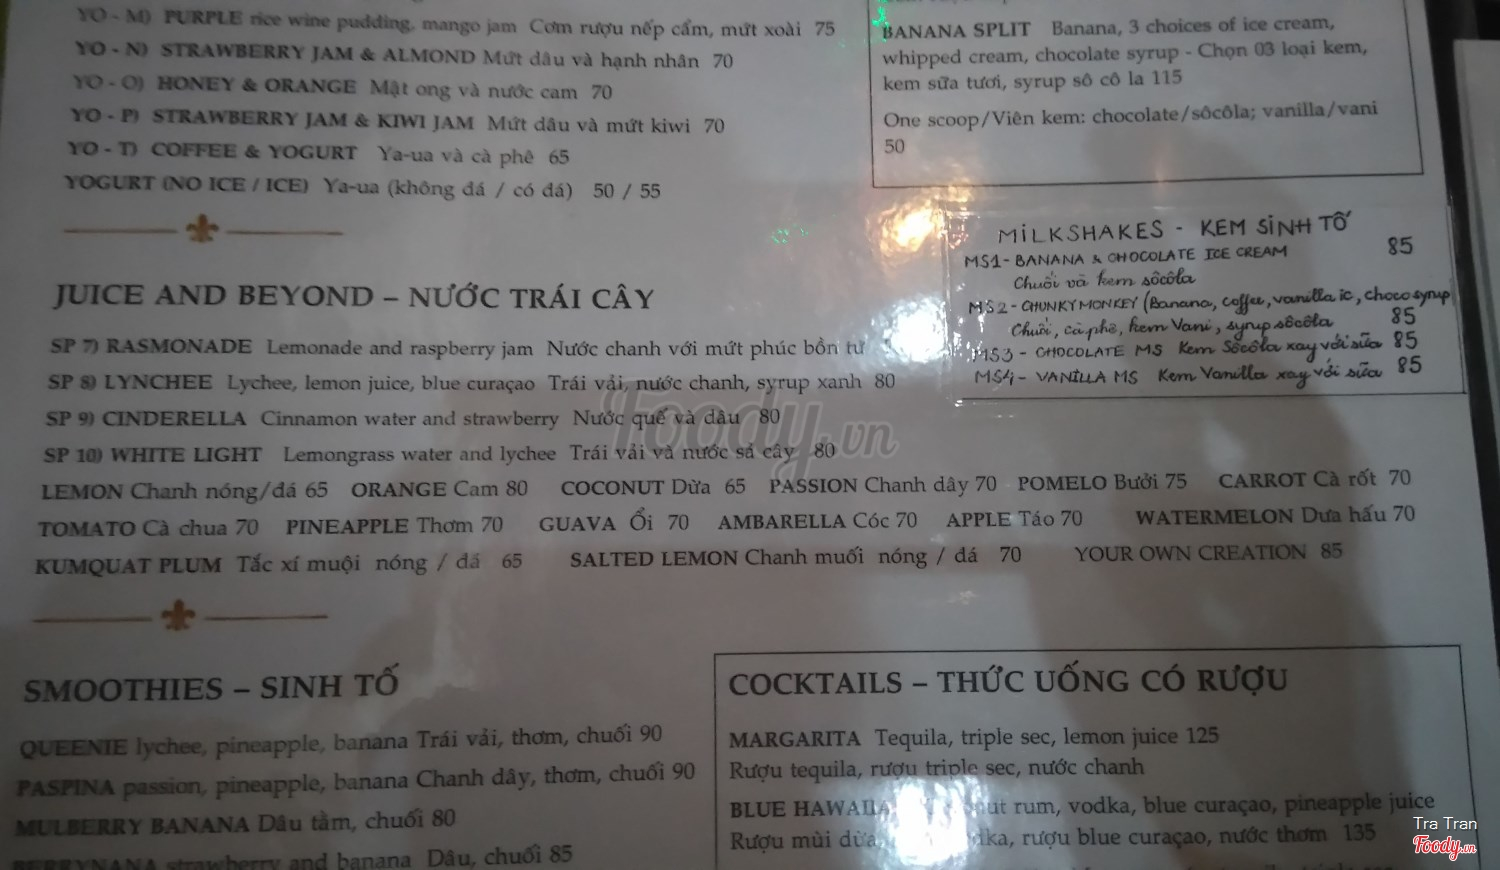 YO - M) PURPLE rice wine pudding, mango jam Cơm rượu nếp cẩm, mứt xoài 75
YO - N) STRAWBERRY JAM & ALMOND Mứt dâu và hạnh nhân 70
YO - O) HONEY & ORANGE Mật ong và nước cam 70
YO - P) STRAWBERRY JAM & KIWI JAM Mứt dâu và mứt kiwi 70
YO - T) COFFEE & YOGURT Ya-ua và cà phê 65
YOGURT (NO ICE / ICE) Ya-ua (không đá / có đá) 50 / 55
BANANA SPLIT Banana, 3 choices of ice cream,
whipped cream, chocolate syrup - Chọn 03 loại kem,
kem sữa tươi, syrup sô cô la 115
One scoop/Viên kem: chocolate/sôcôla; vanilla/vani
50
MILKSHAKES - KEM SINH TỐ
MS1 - BANANA & CHOCOLATE ICE CREAM 85
Chuối và kem sôcôla
MS2 - CHUNKY MONKEY (Banana, coffee, vanilla ic, choco syrup
Chuối, cà phê, kem Vani, syrup sôcôla 85
MS3 - CHOCOLATE MS Kem Sôcôla xay với sữa 85
MS4 - VANILLA MS Kem Vanilla xay với sữa 85
JUICE AND BEYOND – NƯỚC TRÁI CÂY
SP 7) RASMONADE Lemonade and raspberry jam Nước chanh với mứt phúc bồn tử
SP 8) LYNCHEE Lychee, lemon juice, blue curaçao Trái vải, nước chanh, syrup xanh 80
SP 9) CINDERELLA Cinnamon water and strawberry Nước quế và dâu 80
SP 10) WHITE LIGHT Lemongrass water and lychee Trái vải và nước sả cây 80
LEMON Chanh nóng/đá 65 ORANGE Cam 80 COCONUT Dừa 65 PASSION Chanh dây 70 POMELO Bưởi 75 CARROT Cà rốt 70
TOMATO Cà chua 70 PINEAPPLE Thơm 70 GUAVA Ổi 70 AMBARELLA Cóc 70 APPLE Táo 70 WATERMELON Dưa hấu 70
KUMQUAT PLUM Tắc xí muội nóng / đá 65 SALTED LEMON Chanh muối nóng / đá 70 YOUR OWN CREATION 85
Foody.vn
SMOOTHIES – SINH TỐ
QUEENIE lychee, pineapple, banana Trái vải, thơm, chuối 90
PASPINA passion, pineapple, banana Chanh dây, thơm, chuối 90
MULBERRY BANANA Dâu tằm, chuối 80
BERRYNANA strawberry and banana Dâu, chuối 85
COCKTAILS – THỨC UỐNG CÓ RƯỢU
MARGARITA Tequila, triple sec, lemon juice 125
Rượu tequila, rượu triple sec, nước chanh
BLUE HAWAII rum, vodka, blue curaçao, pineapple juice
Rượu mùi dừa, rượu blue curaçao, nước thơm 135
Tra Tran
Foody.vn